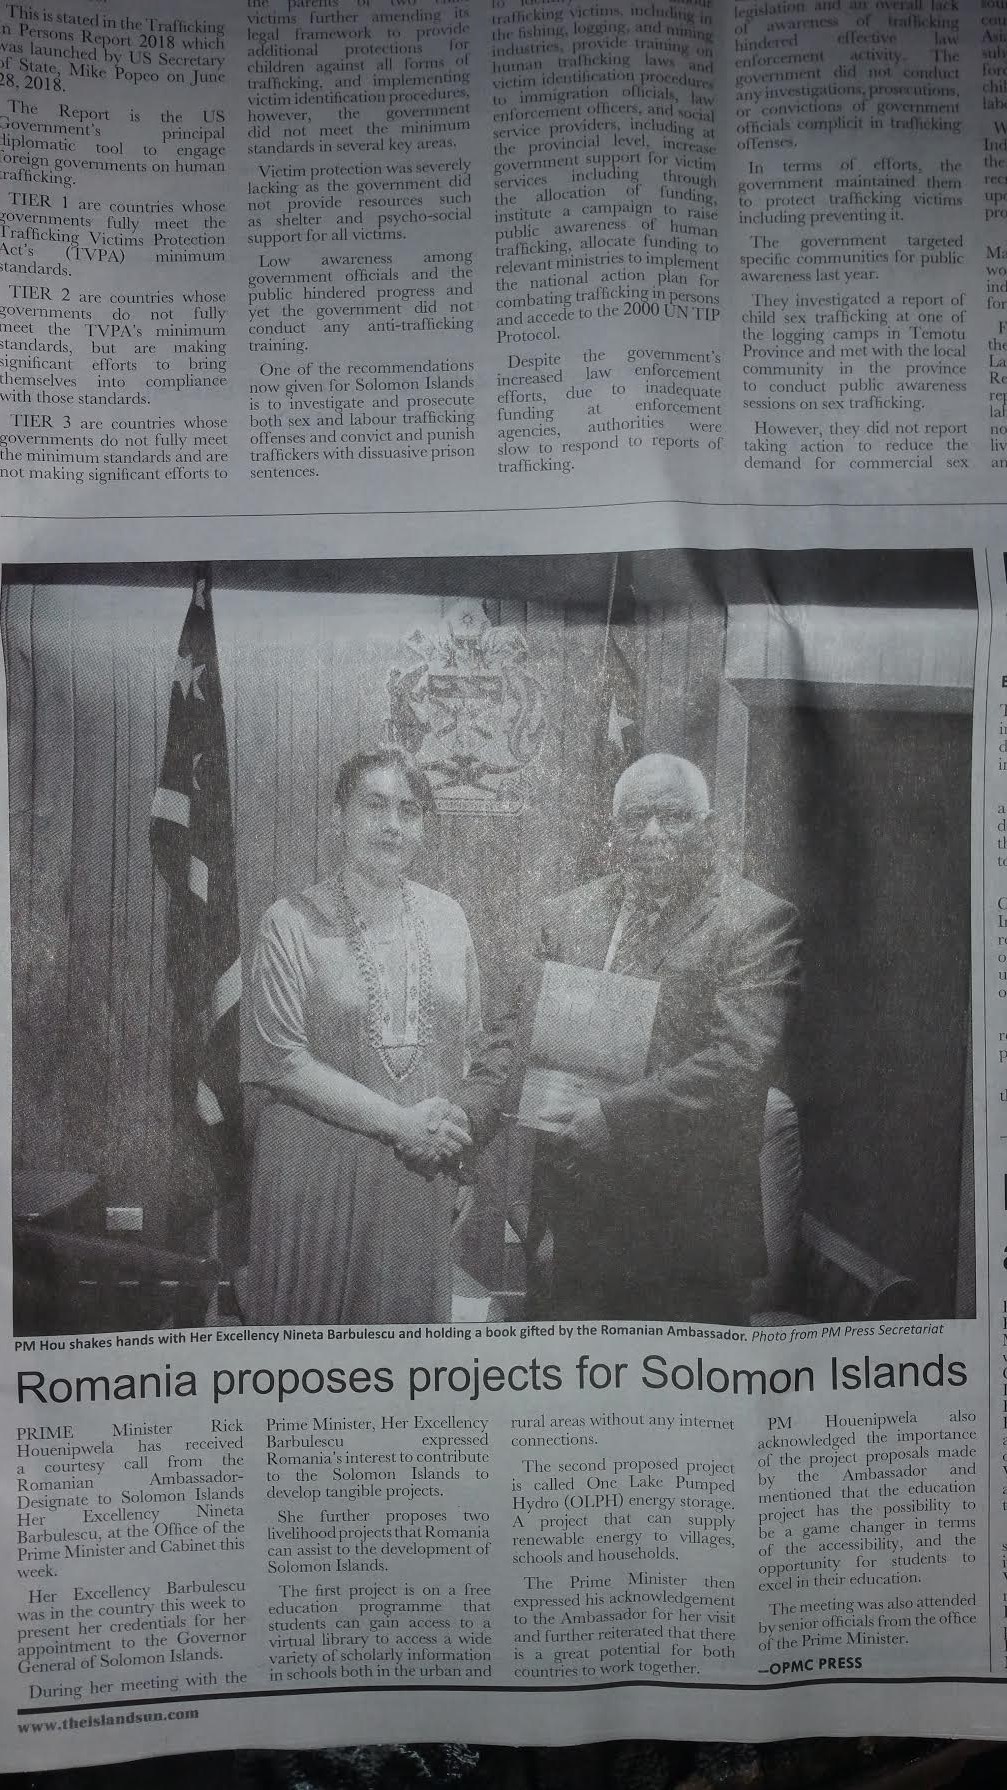 This is stated in the Trafficking
n Persons Report 2018 which
was launched by US Secretary
of State, Mike Popeo on June
28, 2018.
The Report is the US
Government's principal
diplomatic tool to engage
foreign governments on human
trafficking.
TIER 1 are countries whose
governments fully meet the
Trafficking Victims Protection
Act's (TVPA) minimum
standards.
TIER 2 are countries whose
governments do not fully
meet the TVPA's minimum
standards, but are making
significant efforts to bring
themselves into compliance
with those standards.
TIER 3 are countries whose
governments do not fully meet
the minimum standards and are
not making significant efforts to
the parents of two
victims further amending its
legal framework to provide
additional protections for
children against all forms of
trafficking, and implementing
victim identification procedures,
however, the government
did not meet the minimum
standards in several key areas.
Victim protection was severely
lacking as the government did
not provide resources such
as shelter and psycho-social
support for all victims.
Low awareness among
government officials and the
public hindered progress and
yet the government did not
conduct any anti-trafficking
training.
One of the recommendations
now given for Solomon Islands
is to investigate and prosecute
both sex and labour trafficking
offenses and convict and punish
traffickers with dissuasive prison
sentences.
trafficking victims, including in
the fishing, logging, and mining
industries, provide training on
human trafficking laws and
victim identification procedures
to immigration officials, law
enforcement officers, and social
service providers, including at
the provincial level, increase
government support for victim
services including through
the allocation of funding,
institute a campaign to raise
public awareness of human
trafficking, allocate funding to
relevant ministries to implement
the national action plan for
combating trafficking in persons
and accede to the 2000 UN TIP
Protocol.
Despite the government's
increased law enforcement
efforts, due to inadequate
funding at enforcement
agencies, authorities were
slow to respond to reports of
trafficking.
legislation and an overall lack
of awareness of trafficking
hindered effective law
enforcement activity. The
government did not conduct
any investigations, prosecutions,
or convictions of government
officials complicit in trafficking
offenses.
In terms of efforts, the
government maintained them
to protect trafficking victims
including preventing it.
The government targeted
specific communities for public
awareness last year.
They investigated a report of
child sex trafficking at one of
the logging camps in Temotu
Province and met with the local
community in the province
to conduct public awareness
sessions on sex trafficking.
However, they did not report
taking action to reduce the
demand for commercial sex
PM Hou shakes hands with Her Excellency Nineta Barbulescu and holding a book gifted by the Romanian Ambassador. Photo from PM Press Secretariat
Romania proposes projects for Solomon Islands
PRIME Minister Rick
Houenipwela has received
a courtesy call from the
Romanian Ambassador-
Designate to Solomon Islands
Her Excellency Nineta
Barbulescu, at the Office of the
Prime Minister and Cabinet this
week.
Her Excellency Barbulescu
was in the country this week to
present her credentials for her
appointment to the Governor
General of Solomon Islands.
During her meeting with the
Prime Minister, Her Excellency
Barbulescu expressed
Romania's interest to contribute
to the Solomon Islands to
develop tangible projects.
She further proposes two
livelihood projects that Romania
can assist to the development of
Solomon Islands.
The first project is on a free
education programme that
students can gain access to a
virtual library to access a wide
variety of scholarly information
in schools both in the urban and
rural areas without any internet
connections.
The second proposed project
is called One Lake Pumped
Hydro (OLPH) energy storage.
A project that can supply
renewable energy to villages,
schools and households.
The Prime Minister then
expressed his acknowledgement
to the Ambassador for her visit
and further reiterated that there
is a great potential for both
countries to work together.
PM Houenipwela also
acknowledged the importance
of the project proposals made
by the Ambassador and
mentioned that the education
project has the possibility to
be a game changer in terms
of the accessibility, and the
opportunity for students to
excel in their education.
The meeting was also attended
by senior officials from the office
of the Prime Minister.
—OPMC PRESS
www.theislandsun.com